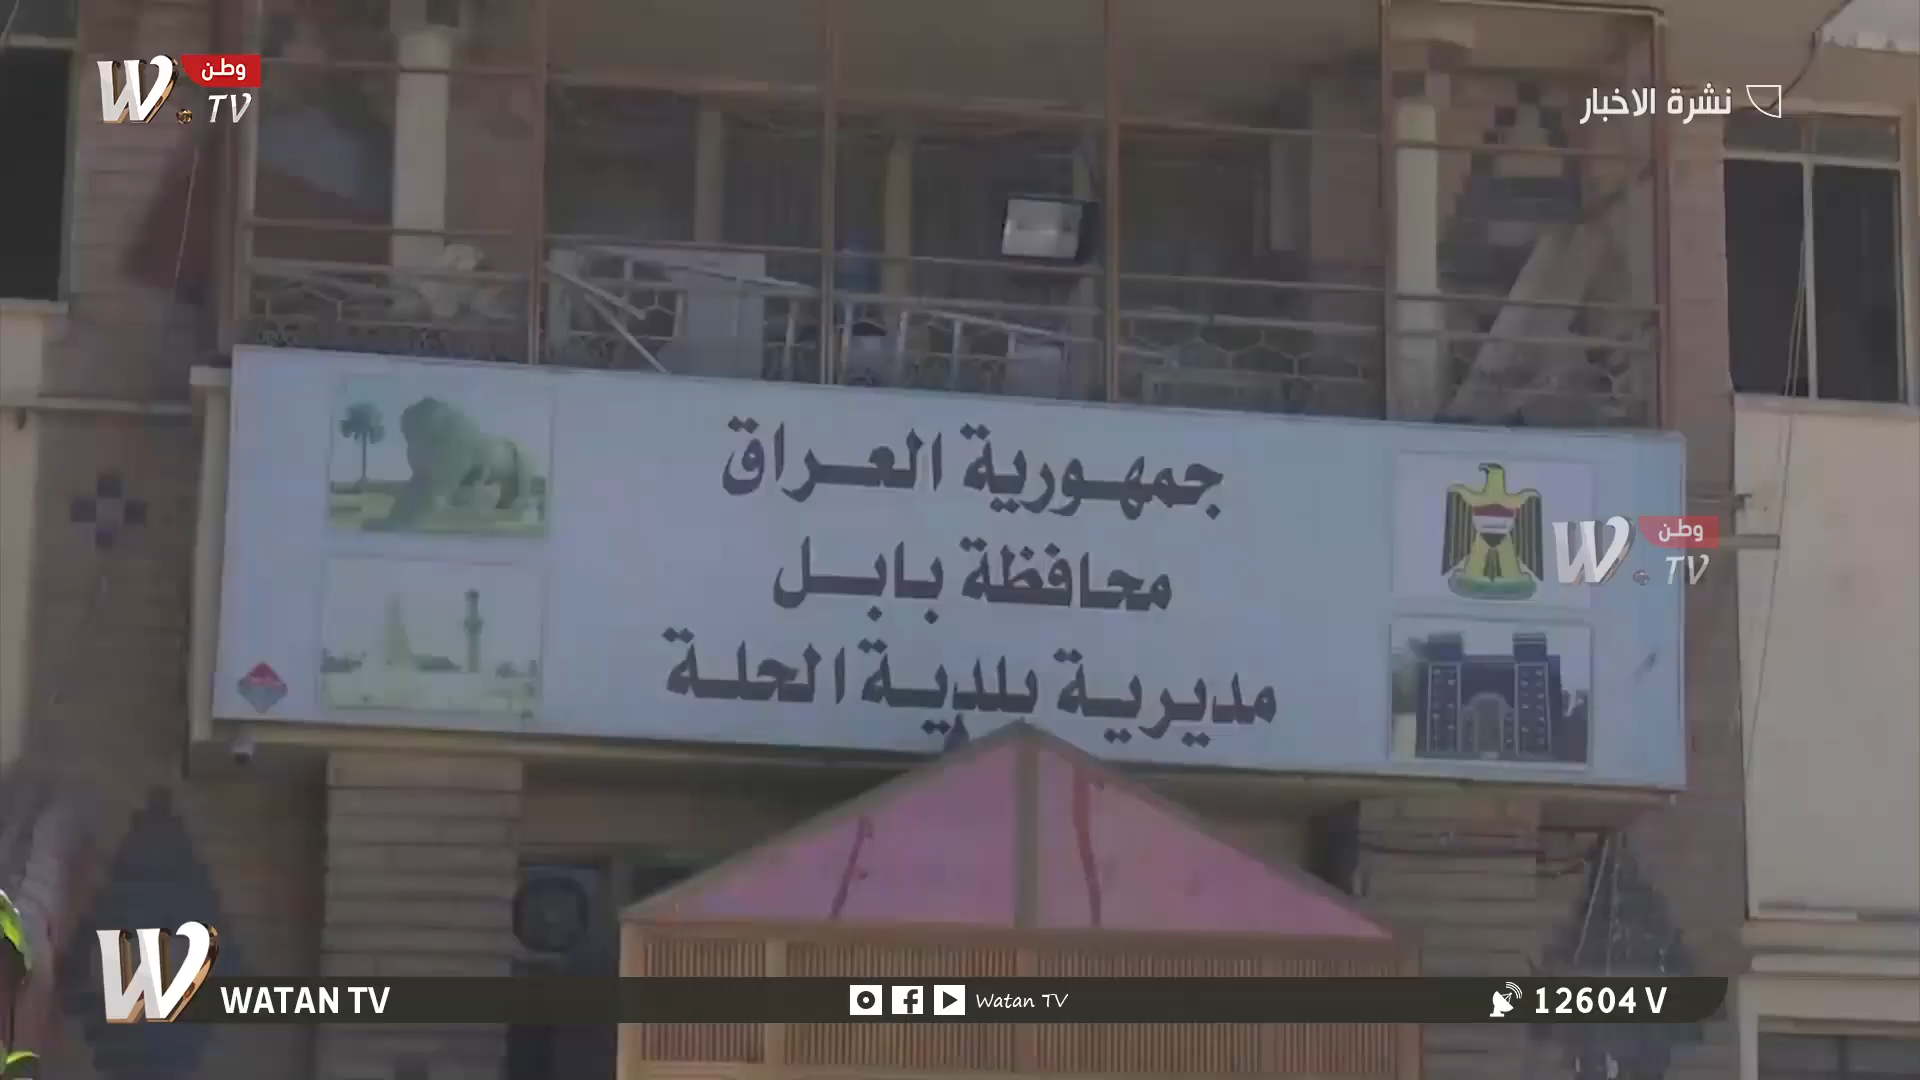 وطن
TV
نشرة الاخبار
جمهورية العراق
محافظة بابل
مديرية بلدية الحلة
وطن
TV
WATAN TV
Watan TV
12604 V